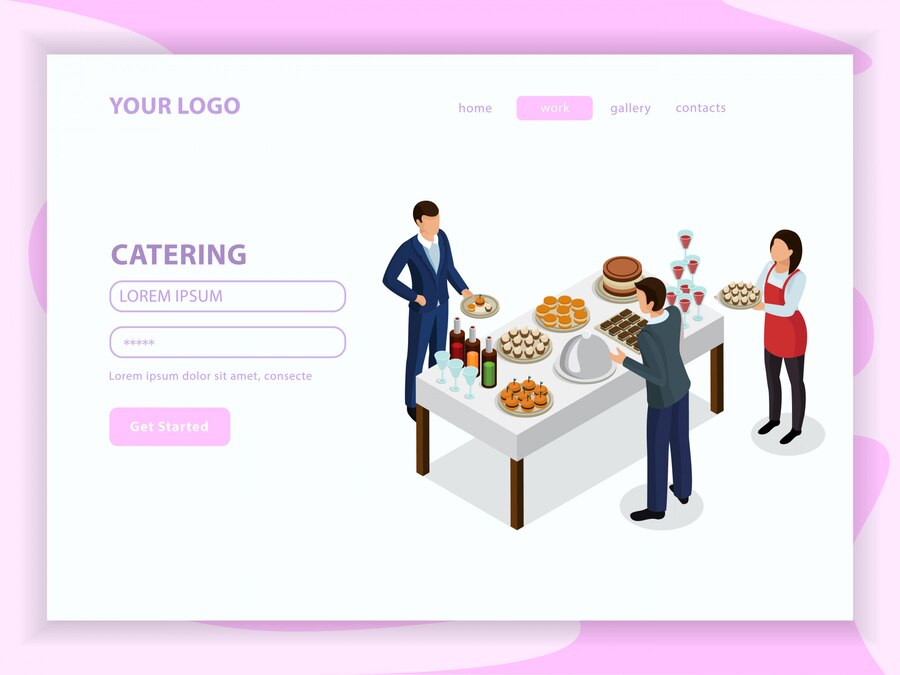 YOUR LOGO
home work gallery contacts
CATERING
LOREM IPSUM
*****
Lorem ipsum dolor sit amet, consecte
Get Started